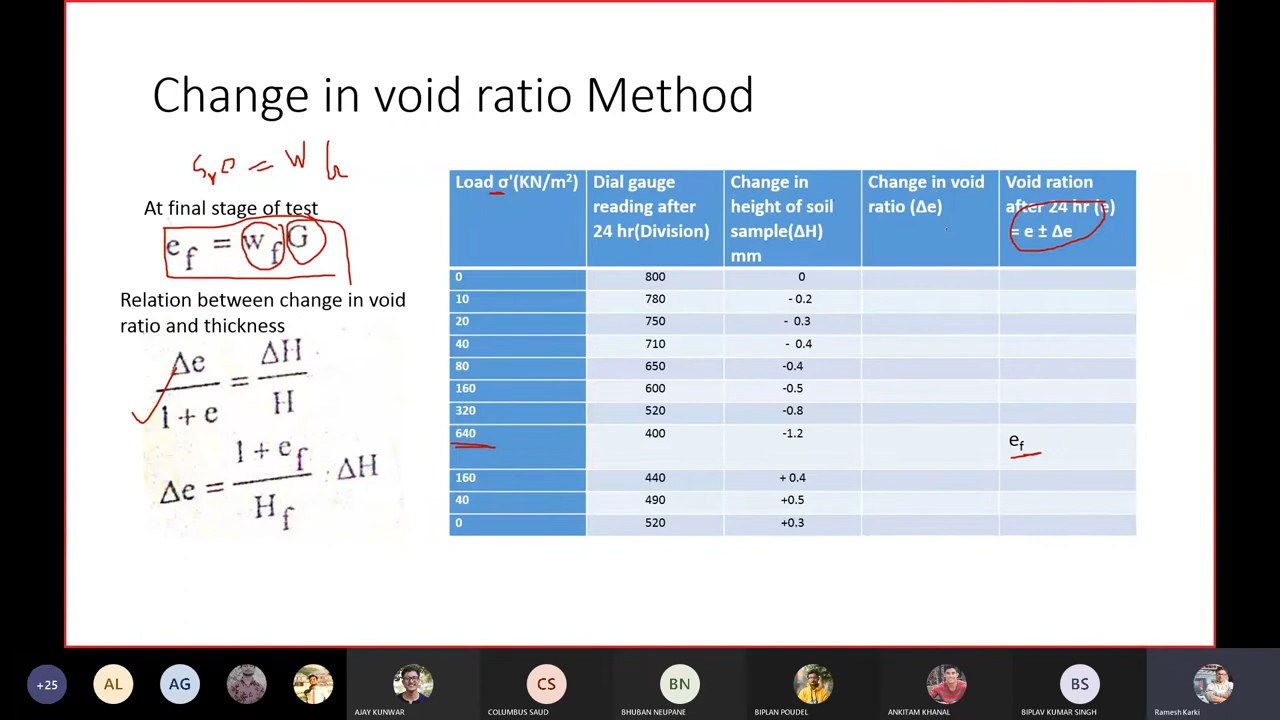 Change in void ratio Method
Sr e = w G
At final stage of test
e f = w f G
Relation between change in void
ratio and thickness
Δe / 1 + e = ΔH / H
Δe = 1 + e f / H f · ΔH
Load σ'(KN/m²) Dial gauge reading after 24 hr(Division) Change in height of soil sample(ΔH) mm Change in void ratio (Δe) Void ration after 24 hr (e) = e ± Δe
0 800 0
10 780 - 0.2
20 750 - 0.3
40 710 - 0.4
80 650 -0.4
160 600 -0.5
320 520 -0.8
640 400 -1.2 ef
160 440 + 0.4
40 490 +0.5
0 520 +0.3
+25 AL AG CS BN BS
AJAY KUNWAR COLUMBUS SAUD BHUBAN NEUPANE BIPLAN POUDEL ANKITAM KHANAL BIPLAV KUMAR SINGH Ramesh Karki